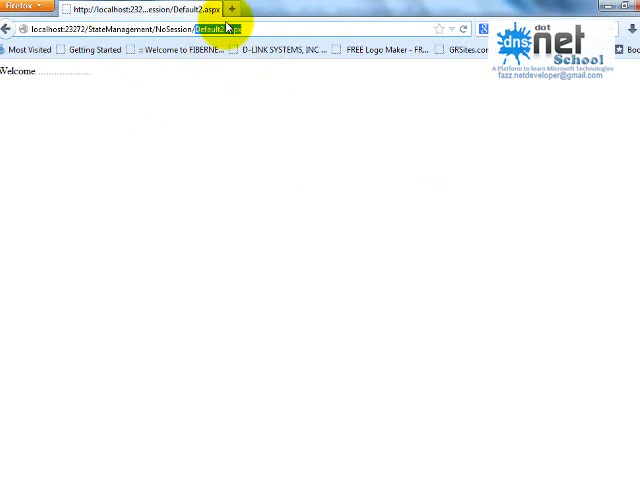 Firefox
http://localhost:232...ession/Default2.aspx
localhost:23272/StateManagement/NoSession/Default2.aspx
Most Visited Getting Started :: Welcome to FIBERNE... D-LINK SYSTEMS, INC ... FREE Logo Maker - FR... GRSites.com Boo
dot
dns net
School
A Platform to learn Microsoft Technologies
fazz.netdeveloper@gmail.com
Welcome ....................